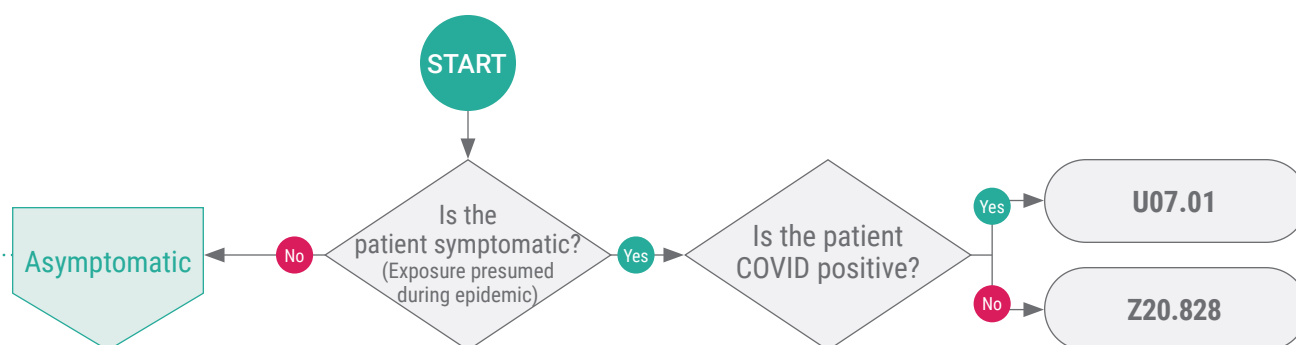 START
Is the
patient symptomatic?
(Exposure presumed
during epidemic)
No
Asymptomatic
Yes
Is the patient
COVID positive?
Yes
U07.01
No
Z20.828